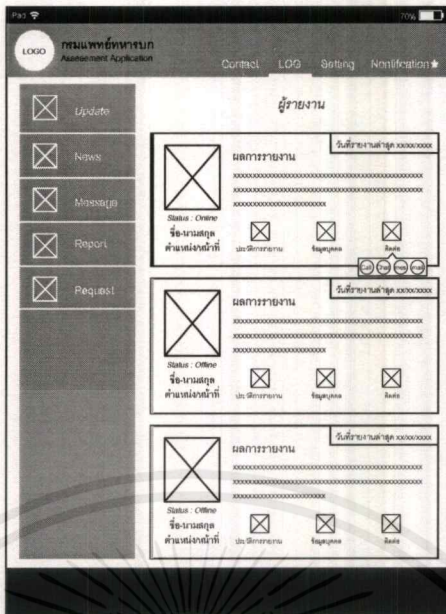 Pad 70%
LOGO กรมแพทย์ทหารบก
Assessment Application
Contact LOG Setting Nontification
Update
News
Message
Report
Request
ผู้รายงาน
วันที่รายงานล่าสุด xx/xx/xxxx
ผลการรายงาน
xxxxxxxxxxxxxxxxxxxxxxxxxxxxxxxxxxxxxxxxxxxxx
xxxxxxxxxxxxxxxxxxxxxxxxxxxxxxxxxxxxxxxxxxxxx
xxxxxxxxxxxxxxxxxxxxxx
Status : Online
ชื่อ-นามสกุล
ตำแหน่ง/หน้าที่
ประวัติการรายงาน ข้อมูลบุคคล ติดต่อ
Call Chat
วันที่รายงานล่าสุด xx/xx/xxxx
ผลการรายงาน
xxxxxxxxxxxxxxxxxxxxxxxxxxxxxxxxxxxxxxxxxxxxx
xxxxxxxxxxxxxxxxxxxxxxxxxxxxxxxxxxxxxxxxxxxxx
xxxxxxxxxxxxxxxxxxxxxx
Status : Offline
ชื่อ-นามสกุล
ตำแหน่ง/หน้าที่
ประวัติการรายงาน ข้อมูลบุคคล ติดต่อ
วันที่รายงานล่าสุด xx/xx/xxxx
ผลการรายงาน
xxxxxxxxxxxxxxxxxxxxxxxxxxxxxxxxxxxxxxxxxxxxx
xxxxxxxxxxxxxxxxxxxxxxxxxxxxxxxxxxxxxxxxxxxxx
xxxxxxxxxxxxxxxxxxxxxx
Status : Offline
ชื่อ-นามสกุล
ตำแหน่ง/หน้าที่
ประวัติการรายงาน ข้อมูลบุคคล ติดต่อ